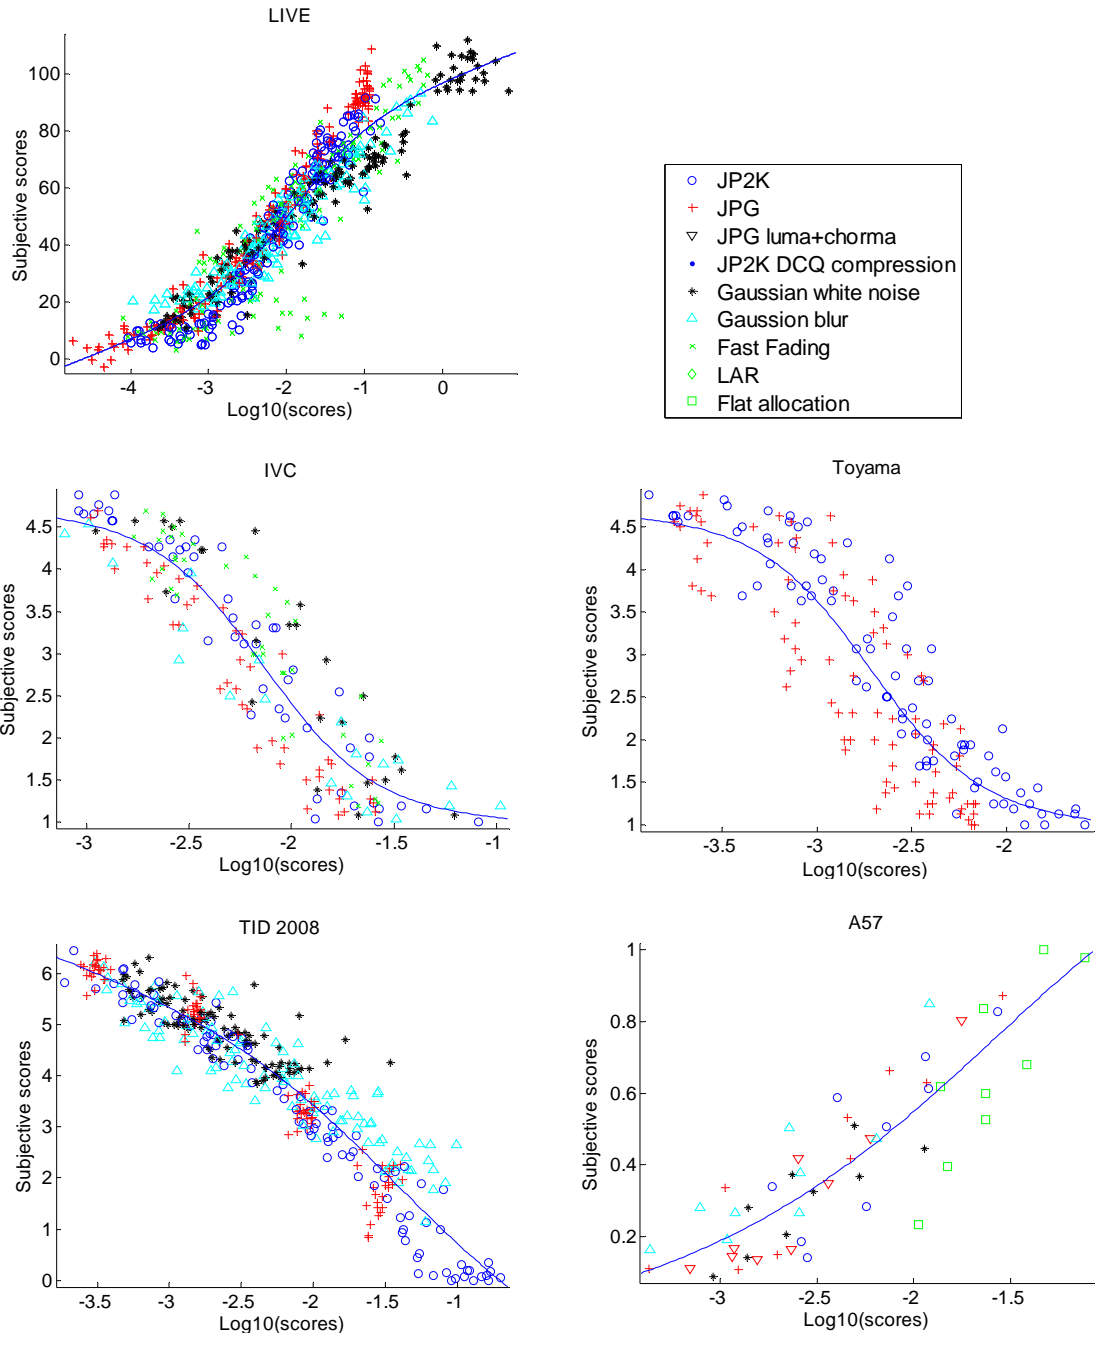 LIVE
100
80
60
40
20
0
-4 -3 -2 -1 0
Subjective scores
Log10(scores)
JP2K
JPG
JPG luma+chorma
JP2K DCQ compression
Gaussian white noise
Gaussion blur
Fast Fading
LAR
Flat allocation
IVC
4.5
4
3.5
3
2.5
2
1.5
1
-3 -2.5 -2 -1.5 -1
Subjective scores
Log10(scores)
Toyama
4.5
4
3.5
3
2.5
2
1.5
1
-3.5 -3 -2.5 -2
Subjective scores
Log10(scores)
TID 2008
6
5
4
3
2
1
0
-3.5 -3 -2.5 -2 -1.5 -1
Subjective scores
Log10(scores)
A57
1
0.8
0.6
0.4
0.2
-3 -2.5 -2 -1.5
Subjective scores
Log10(scores)